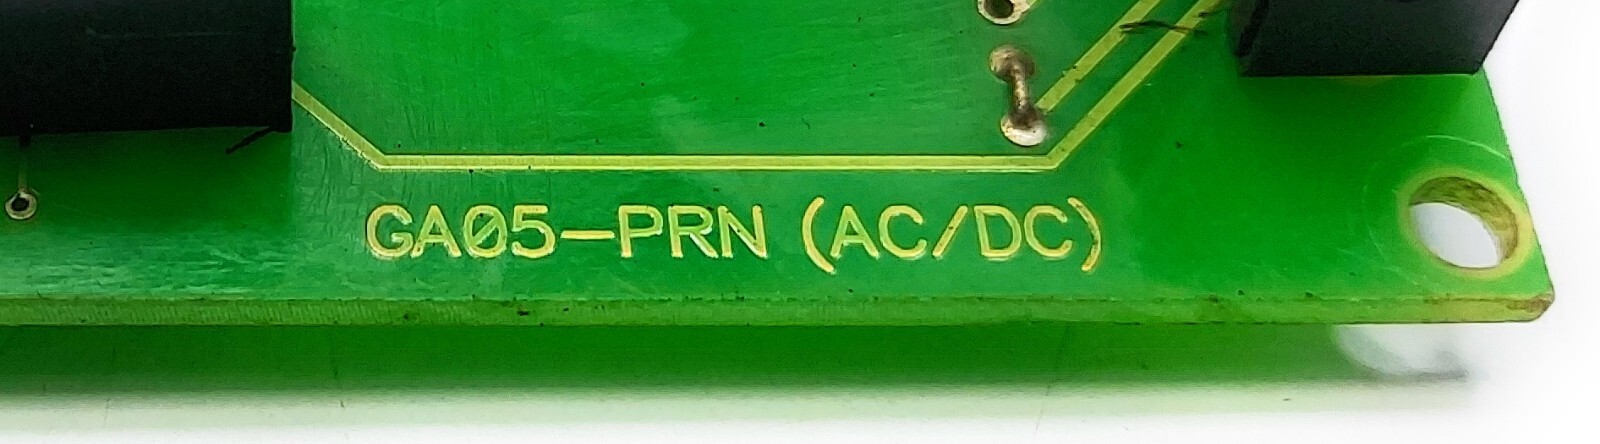 GA05-PRN (AC/DC)